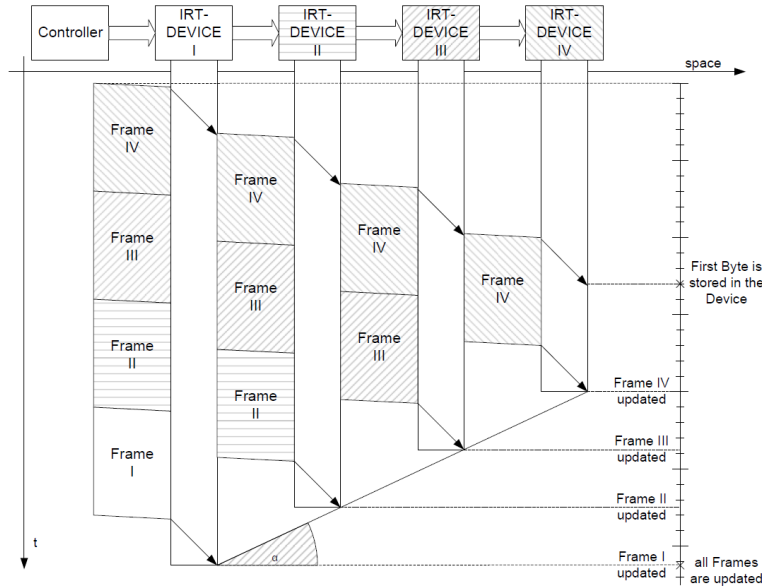 Controller
IRT-
DEVICE
I
IRT-
DEVICE
II
IRT-
DEVICE
III
IRT-
DEVICE
IV
space
Frame
IV
Frame
III
Frame
II
Frame
I
Frame
IV
Frame
III
Frame
II
Frame
IV
Frame
III
Frame
IV
First Byte is
stored in the
Device
Frame IV
updated
Frame III
updated
Frame II
updated
Frame I
updated
all Frames
are updated
t
α